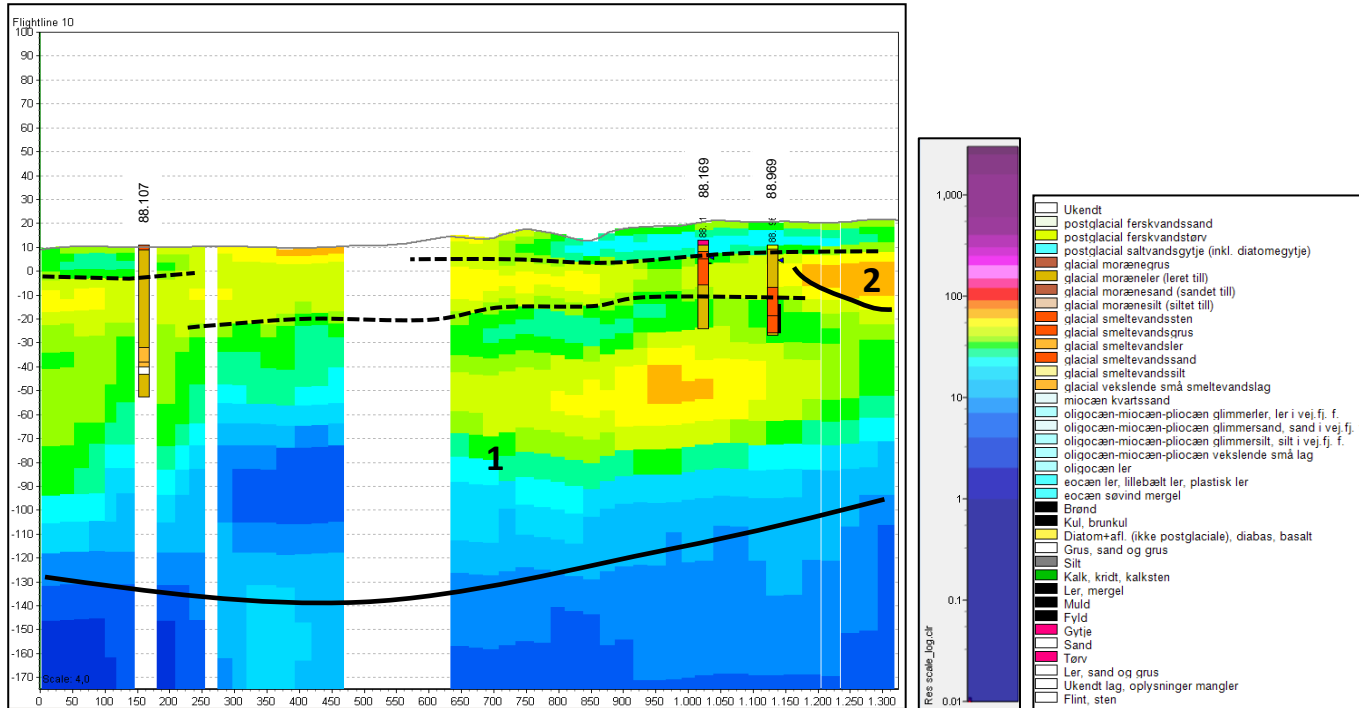 Flightline 10
100
90
80
70
60
50
40
30
20
10
0
-10
-20
-30
-40
-50
-60
-70
-80
-90
-100
-110
-120
-130
-140
-150
-160
-170
88.107
88.169
88.969
1
2
Scale: 4,0
0 50 100 150 200 250 300 350 400 450 500 550 600 650 700 750 800 850 900 950 1.000 1.050 1.100 1.150 1.200 1.250 1.300
1,000
100
10
1
0.1
0.01
Res scale_log.clr
Ukendt
postglacial ferskvandssand
postglacial ferskvandstørv
postglacial saltvandsgytje (inkl. diatomegytje)
glacial morænegrus
glacial moræneler (leret till)
glacial morænesand (sandet till)
glacial morænesilt (siltet till)
glacial smeltevandssten
glacial smeltevandsgrus
glacial smeltevandsler
glacial smeltevandssand
glacial smeltevandssilt
glacial vekslende små smeltevandslag
miocæn kvartssand
oligocæn-miocæn-pliocæn glimmerler, ler i vej.fj. f.
oligocæn-miocæn-pliocæn glimmersand, sand i vej.fj.
oligocæn-miocæn-pliocæn glimmersilt, silt i vej.fj. f.
oligocæn-miocæn-pliocæn vekslende små lag
oligocæn ler
eocæn ler, lillebælt ler, plastisk ler
eocæn søvind mergel
Brønd
Kul, brunkul
Diatom+afl. (ikke postglaciale), diabas, basalt
Grus, sand og grus
Silt
Kalk, kridt, kalksten
Ler, mergel
Muld
Fyld
Gytje
Sand
Tørv
Ler, sand og grus
Ukendt lag, oplysninger mangler
Flint, sten